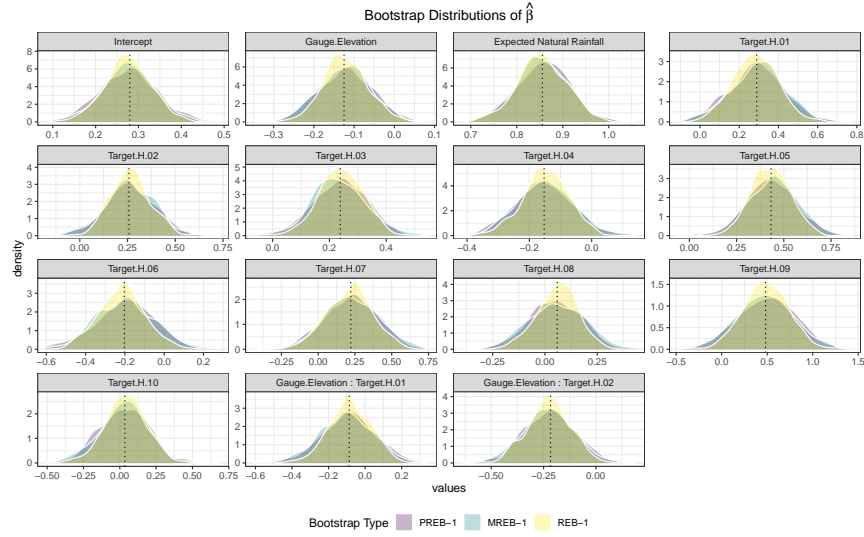 Bootstrap Distributions of β̂
Intercept
Gauge.Elevation
Expected Natural Rainfall
Target.H.01
8
6
4
2
0
0.1 0.2 0.3 0.4 0.5
6
4
2
0
−0.3 −0.2 −0.1 0.0 0.1
6
4
2
0
0.7 0.8 0.9 1.0
3
2
1
0
0.0 0.2 0.4 0.6 0.8
Target.H.02
Target.H.03
Target.H.04
Target.H.05
4
3
2
1
0
0.00 0.25 0.50 0.75
5
4
3
2
1
0
0.0 0.2 0.4
4
2
0
−0.4 −0.2 0.0
3
2
1
0
0.00 0.25 0.50 0.75
density
Target.H.06
Target.H.07
Target.H.08
Target.H.09
3
2
1
0
−0.6 −0.4 −0.2 0.0 0.2
2
1
0
−0.25 0.00 0.25 0.50 0.75
4
3
2
1
0
−0.25 0.00 0.25
1.5
1.0
0.5
0.0
−0.5 0.0 0.5 1.0 1.5
Target.H.10
Gauge.Elevation : Target.H.01
Gauge.Elevation : Target.H.02
2
1
0
−0.50 −0.25 0.00 0.25 0.50 0.75
3
2
1
0
−0.6 −0.4 −0.2 0.0 0.2
4
3
2
1
0
−0.50 −0.25 0.00
values
Bootstrap Type PREB−1 MREB−1 REB−1